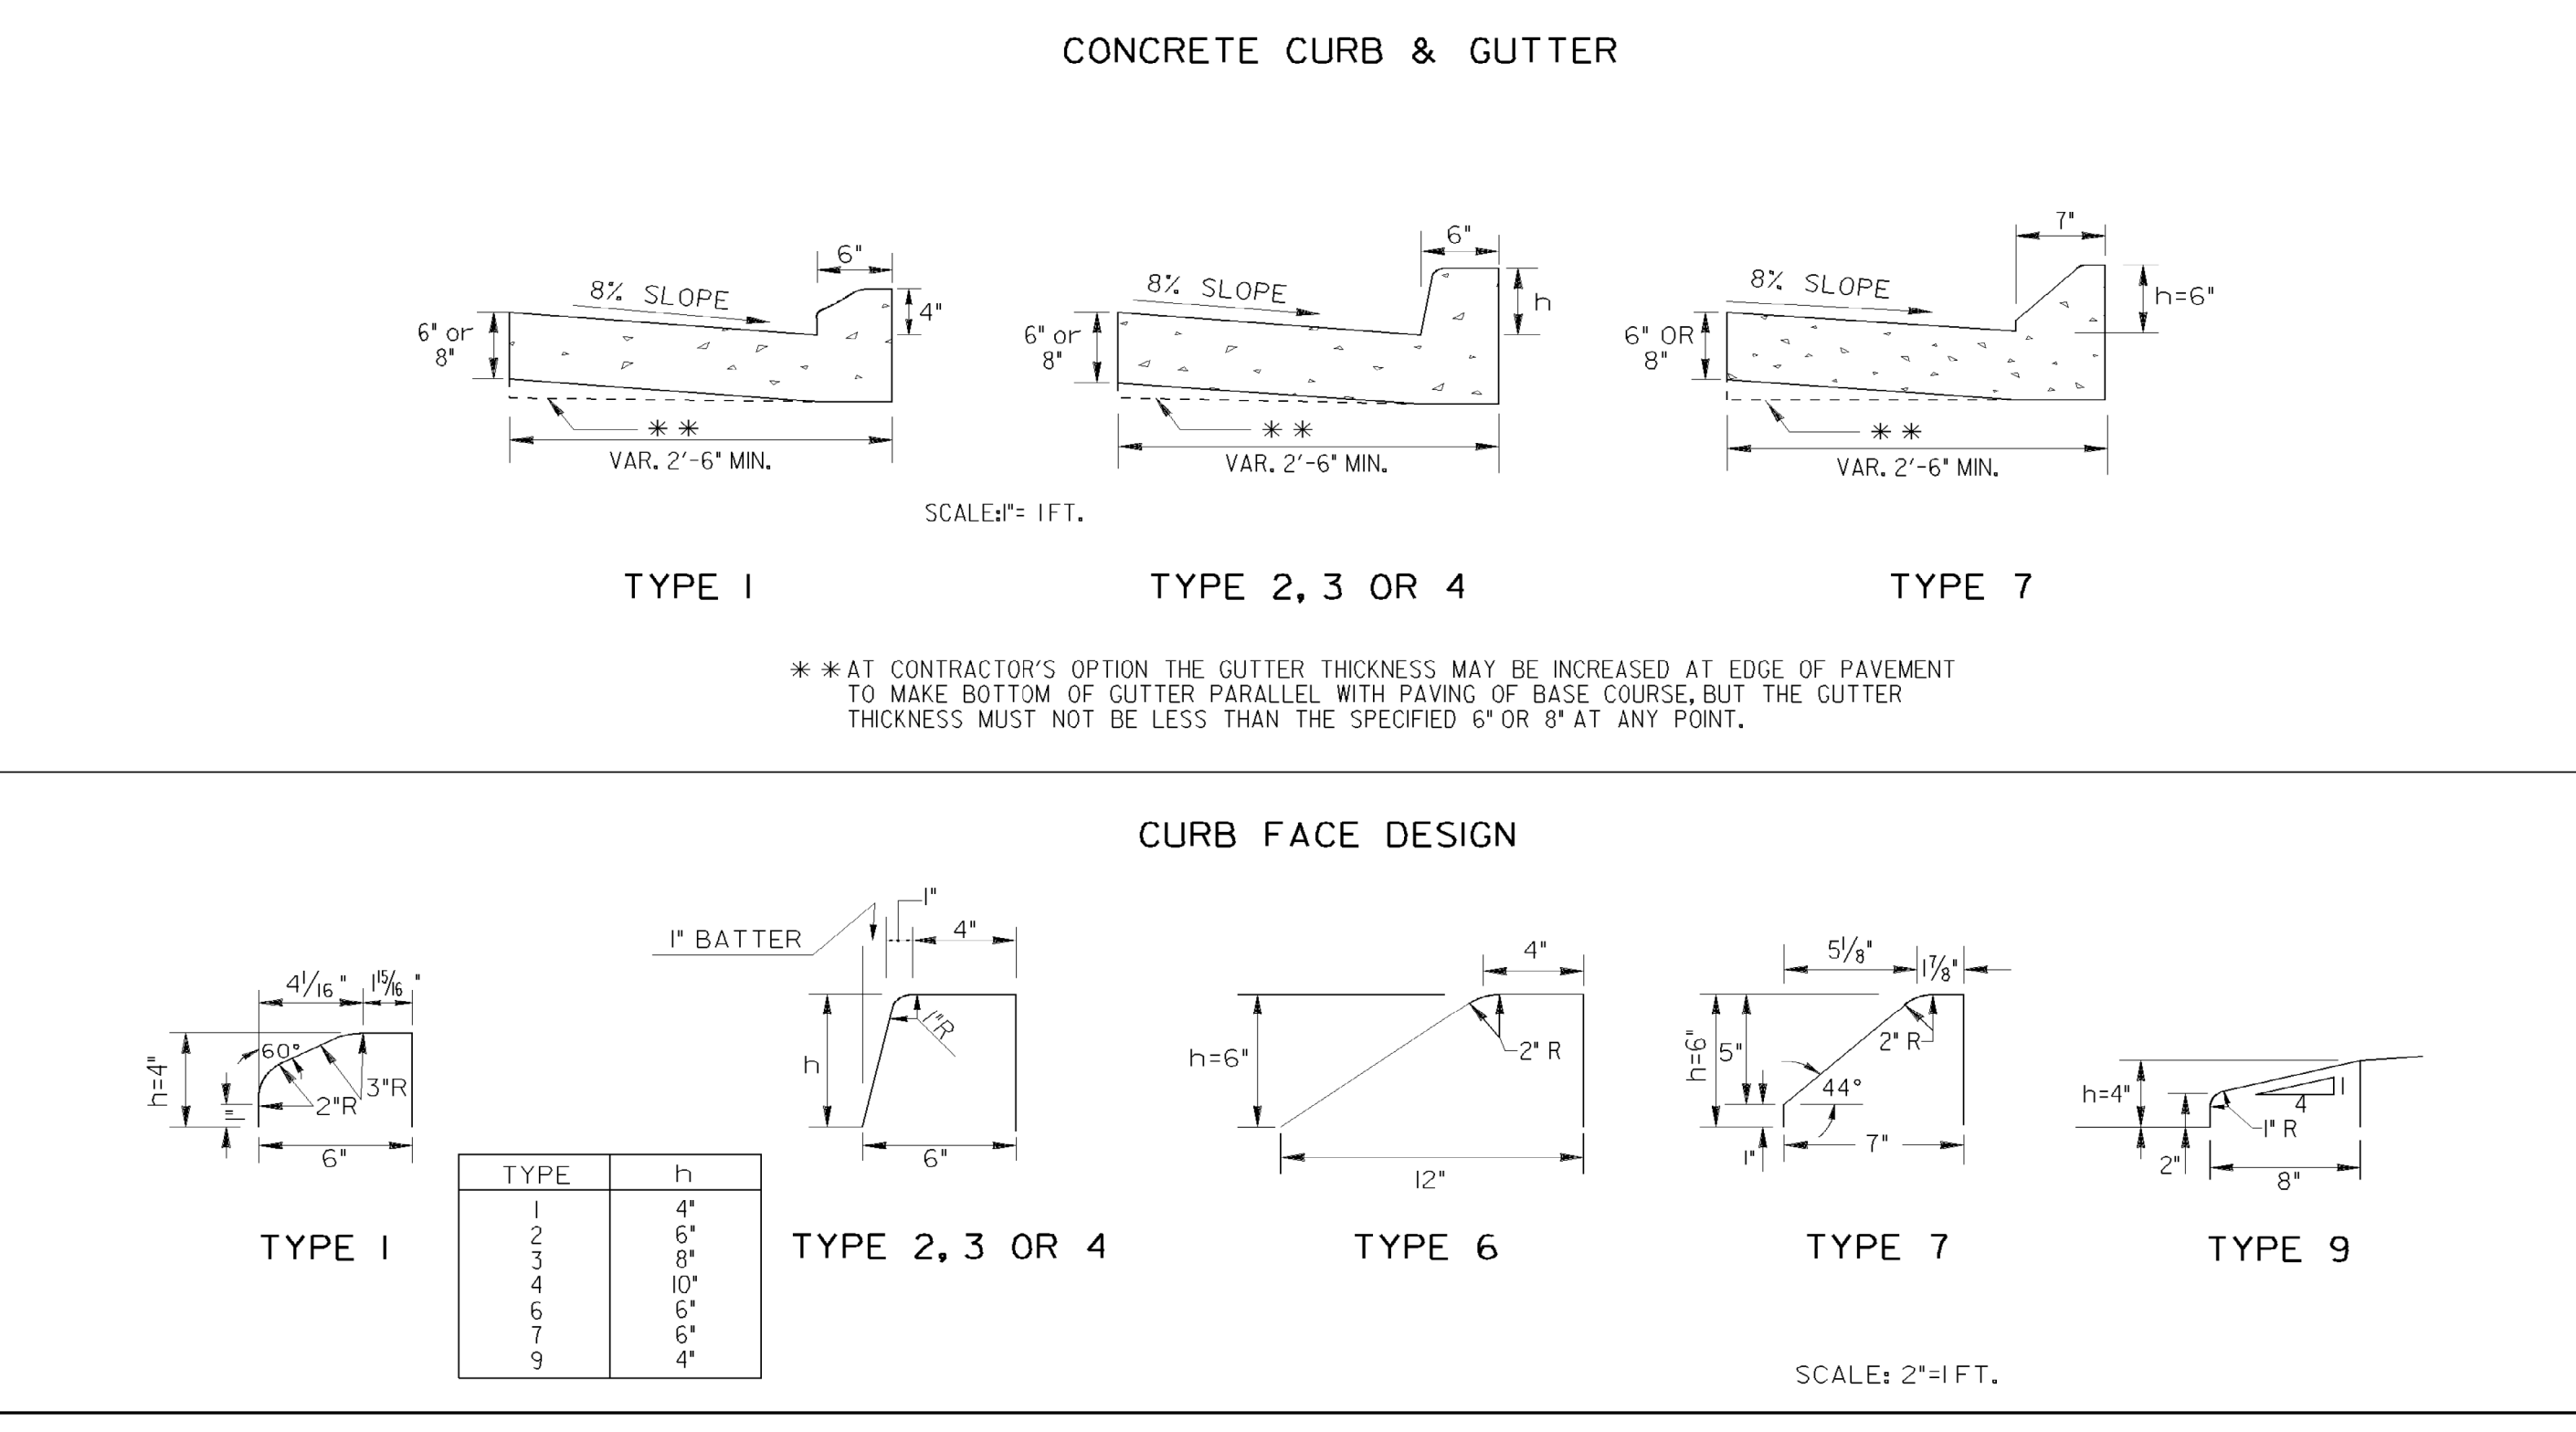 CONCRETE CURB & GUTTER
6"
8% SLOPE
4"
6" or
8"
** 
VAR. 2'-6" MIN.
6"
8% SLOPE
h
6" or
8"
**
VAR. 2'-6" MIN.
7"
8% SLOPE
h=6"
6" OR
8"
**
VAR. 2'-6" MIN.
SCALE:1"= 1FT.
TYPE 1
TYPE 2, 3 OR 4
TYPE 7
** AT CONTRACTOR'S OPTION THE GUTTER THICKNESS MAY BE INCREASED AT EDGE OF PAVEMENT
TO MAKE BOTTOM OF GUTTER PARALLEL WITH PAVING OF BASE COURSE, BUT THE GUTTER
THICKNESS MUST NOT BE LESS THAN THE SPECIFIED 6" OR 8" AT ANY POINT.
CURB FACE DESIGN
4 1/16 " 1 15/16 "
60°
h=4"
3"R
2"R
1"
6"
TYPE 1
TYPE h
1 4"
2 6"
3 8"
4 10"
6 6"
7 6"
9 4"
1"
1" BATTER
4"
1"R
h
6"
TYPE 2, 3 OR 4
4"
h=6"
2" R
12"
TYPE 6
5 1/8" 1 7/8"
h=6"
5"
2" R
44°
1"
7"
TYPE 7
h=4"
1
4
1" R
2"
8"
TYPE 9
SCALE: 2"=1FT.